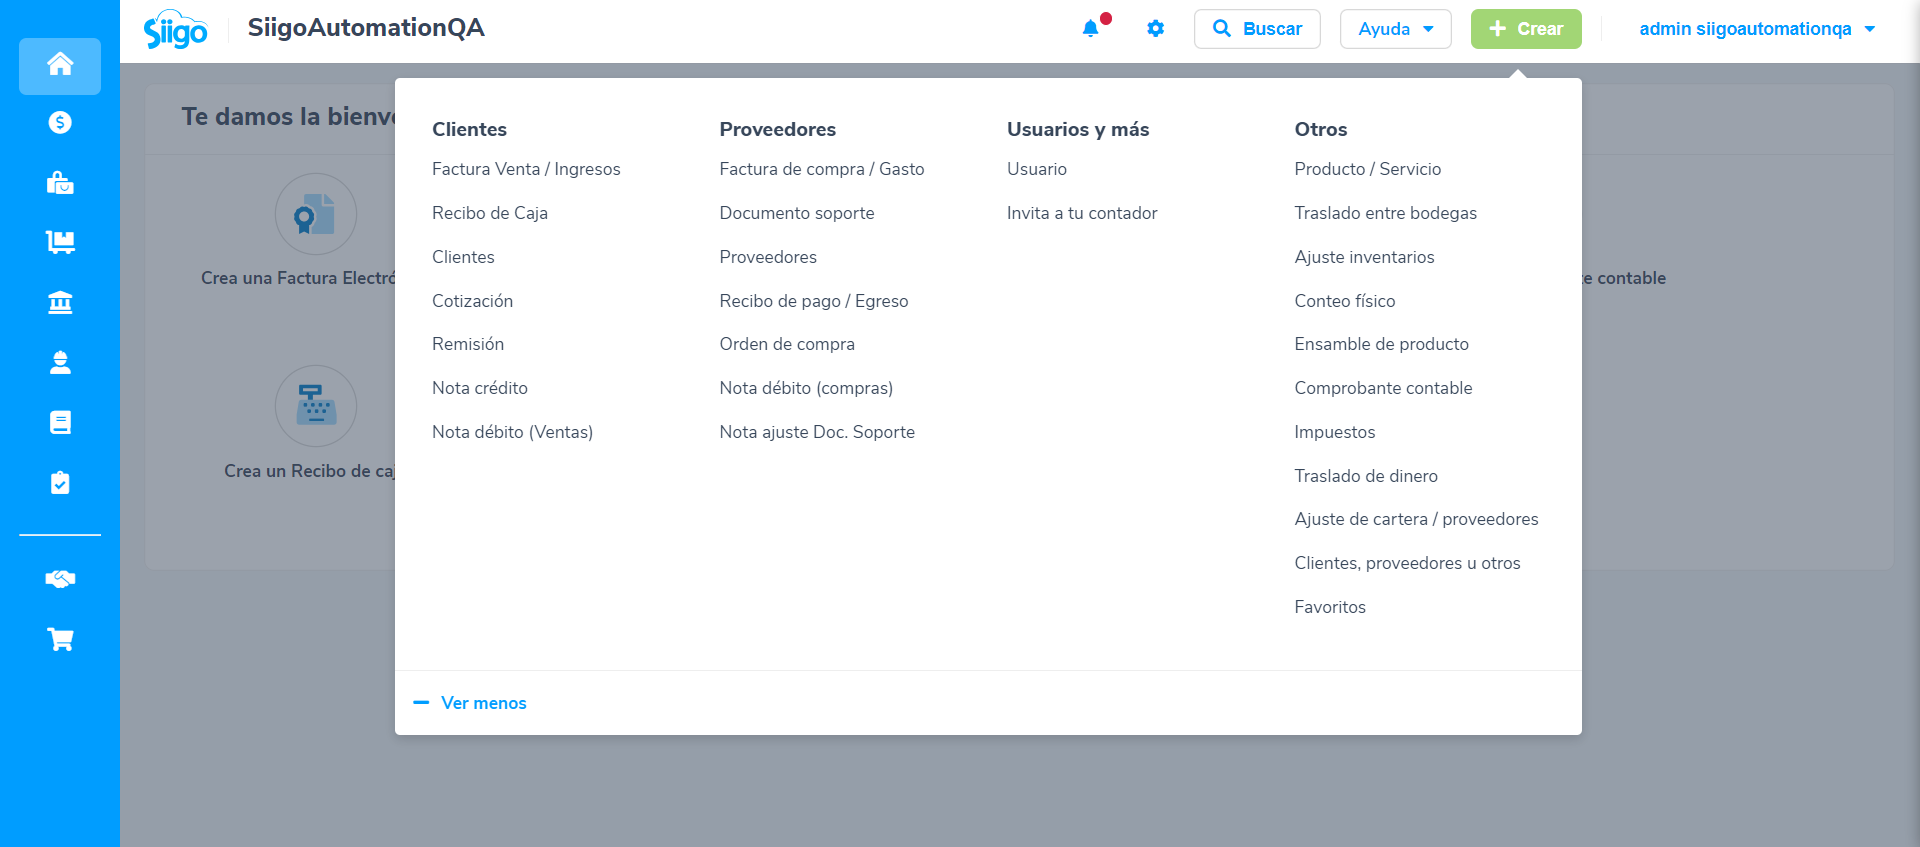 Siigo
SiigoAutomationQA
Buscar
Ayuda
Crear
admin siigoautomationqa
Te damos la bienve
Crea una Factura Electró
Crea un Recibo de caj
te contable
Clientes
Factura Venta / Ingresos
Recibo de Caja
Clientes
Cotización
Remisión
Nota crédito
Nota débito (Ventas)
Proveedores
Factura de compra / Gasto
Documento soporte
Proveedores
Recibo de pago / Egreso
Orden de compra
Nota débito (compras)
Nota ajuste Doc. Soporte
Usuarios y más
Usuario
Invita a tu contador
Otros
Producto / Servicio
Traslado entre bodegas
Ajuste inventarios
Conteo físico
Ensamble de producto
Comprobante contable
Impuestos
Traslado de dinero
Ajuste de cartera / proveedores
Clientes, proveedores u otros
Favoritos
Ver menos